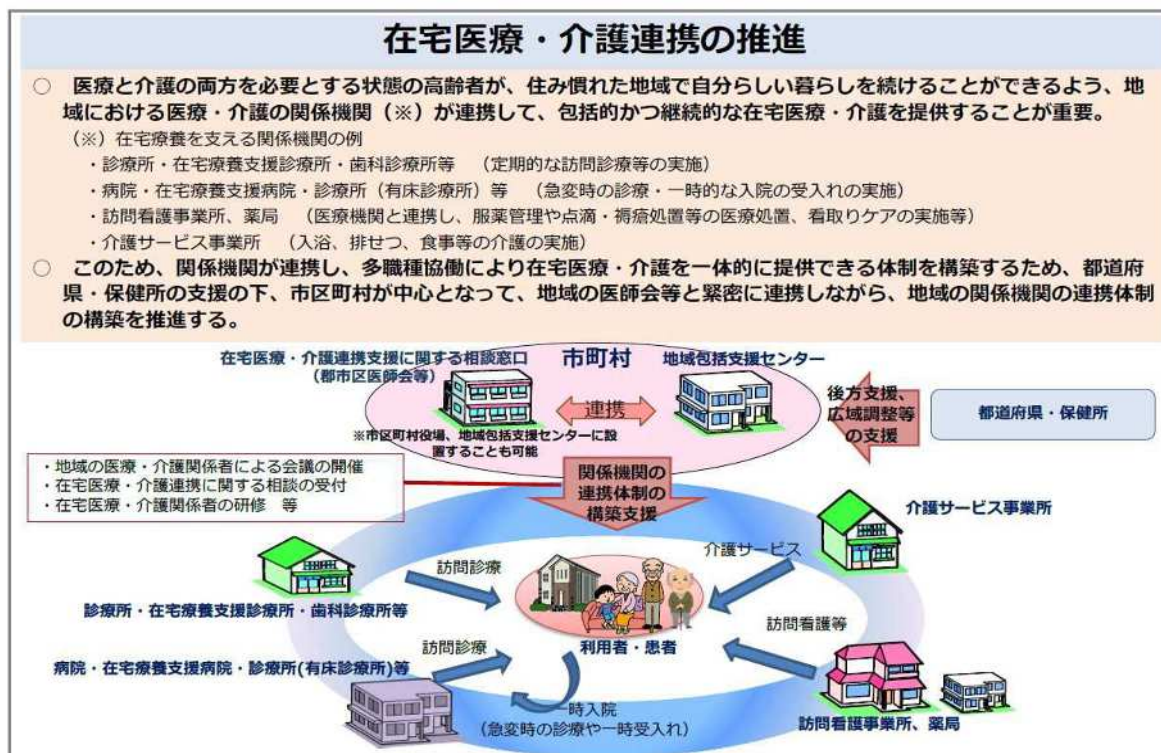 在宅医療・介護連携の推進
○ 医療と介護の両方を必要とする状態の高齢者が、住み慣れた地域で自分らしい暮らしを続けることができるよう、地
域における医療・介護の関係機関（※）が連携して、包括的かつ継続的な在宅医療・介護を提供することが重要。
（※）在宅療養を支える関係機関の例
・診療所・在宅療養支援診療所・歯科診療所等 （定期的な訪問診療等の実施）
・病院・在宅療養支援病院・診療所（有床診療所）等 （急変時の診療・一時的な入院の受入れの実施）
・訪問看護事業所、薬局 （医療機関と連携し、服薬管理や点滴・褥瘡処置等の医療処置、看取りケアの実施等）
・介護サービス事業所 （入浴、排せつ、食事等の介護の実施）
○ このため、関係機関が連携し、多職種協働により在宅医療・介護を一体的に提供できる体制を構築するため、都道府
県・保健所の支援の下、市区町村が中心となって、地域の医師会等と緊密に連携しながら、地域の関係機関の連携体制
の構築を推進する。
在宅医療・介護連携支援に関する相談窓口
（郡市区医師会等）
市町村
地域包括支援センター
連携
※市区町村役場、地域包括支援センターに設
置することも可能
後方支援、
広域調整等
の支援
都道府県・保健所
・地域の医療・介護関係者による会議の開催
・在宅医療・介護連携に関する相談の受付
・在宅医療・介護関係者の研修 等
関係機関の
連携体制の
構築支援
介護サービス事業所
訪問診療
介護サービス
診療所・在宅療養支援診療所・歯科診療所等
利用者・患者
訪問看護等
訪問診療
病院・在宅療養支援病院・診療所(有床診療所)等
一時入院
（急変時の診療や一時受入れ）
訪問看護事業所、薬局